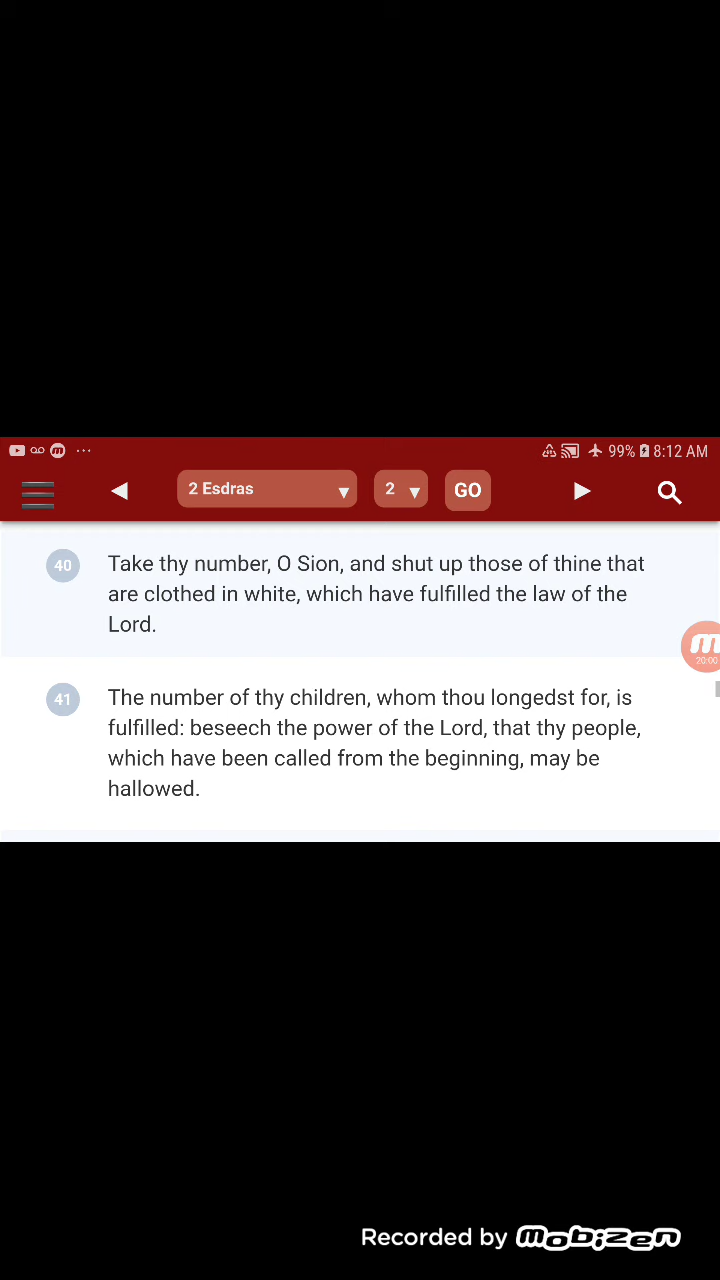 99% 8:12 AM
2 Esdras 2 GO
40 Take thy number, O Sion, and shut up those of thine that
are clothed in white, which have fulfilled the law of the
Lord.
20:00
41 The number of thy children, whom thou longedst for, is
fulfilled: beseech the power of the Lord, that thy people,
which have been called from the beginning, may be
hallowed.
Recorded by mobizen